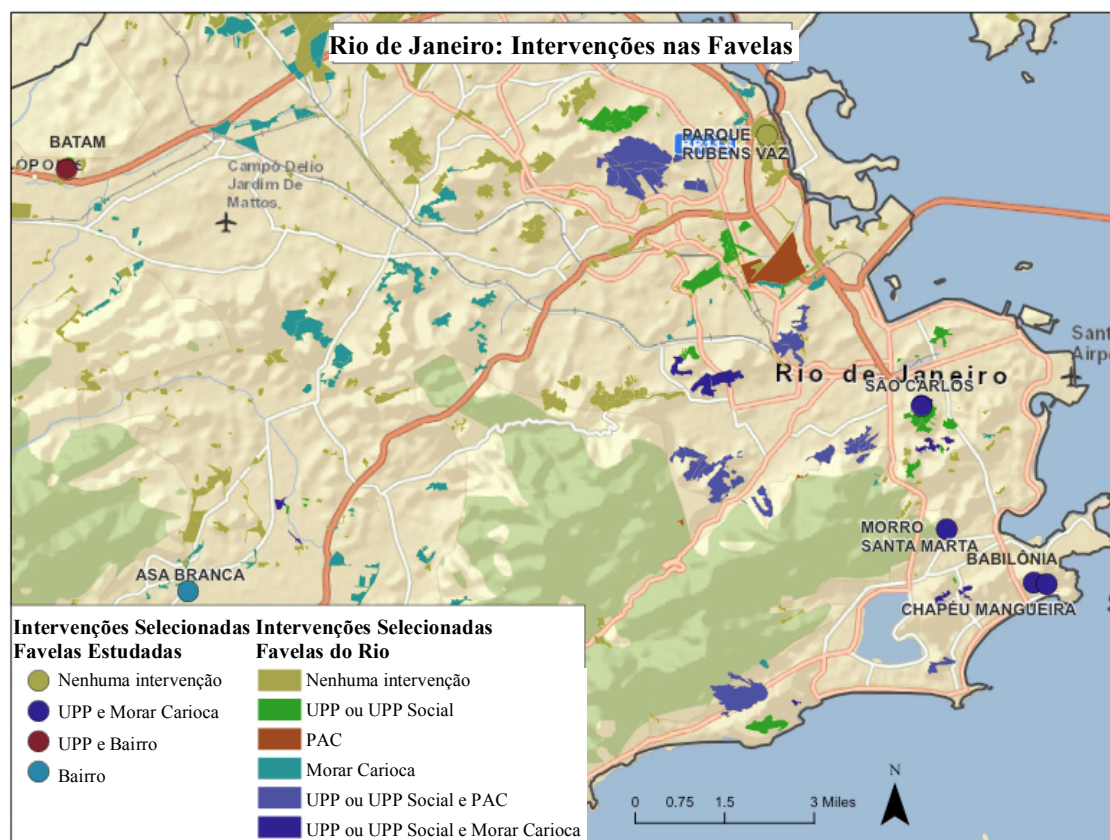 Rio de Janeiro: Intervenções nas Favelas
BATAM
ÓPO
Campo Delio
Jardim De
Mattos
PARQUE
RUBENS VAZ
Rio de Janeiro
SÃO CARLOS
Sant
Airpo
MORRO
SANTA MARTA
BABILÔNIA
CHAPÉU MANGUEIRA
ASA BRANCA
Intervenções Selecionadas
Favelas Estudadas
Nenhuma intervenção
UPP e Morar Carioca
UPP e Bairro
Bairro
Intervenções Selecionadas
Favelas do Rio
Nenhuma intervenção
UPP ou UPP Social
PAC
Morar Carioca
UPP ou UPP Social e PAC
UPP ou UPP Social e Morar Carioca
N
0 0.75 1.5 3 Miles